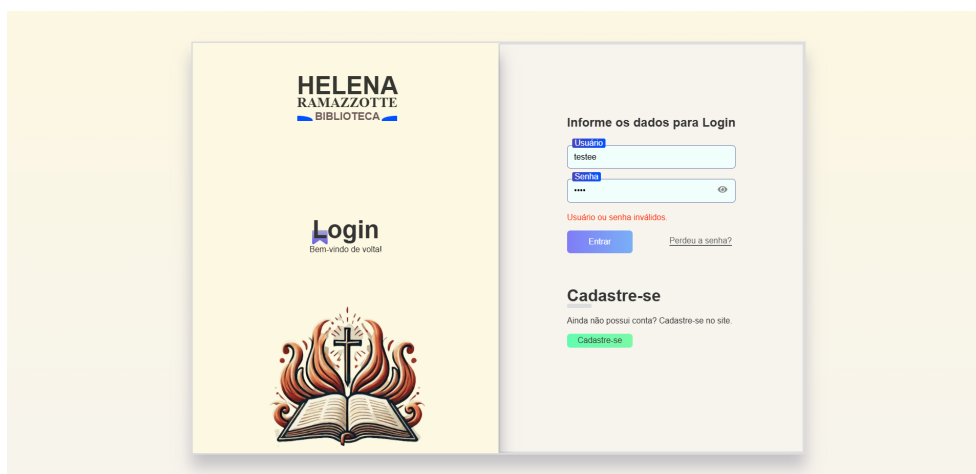 HELENA
RAMAZZOTTE
BIBLIOTECA
Login
Bem-vindo de volta!
Informe os dados para Login
Usuário
testee
Senha
••••
Usuário ou senha inválidos.
Entrar
Perdeu a senha?
Cadastre-se
Ainda não possui conta? Cadastre-se no site.
Cadastre-se